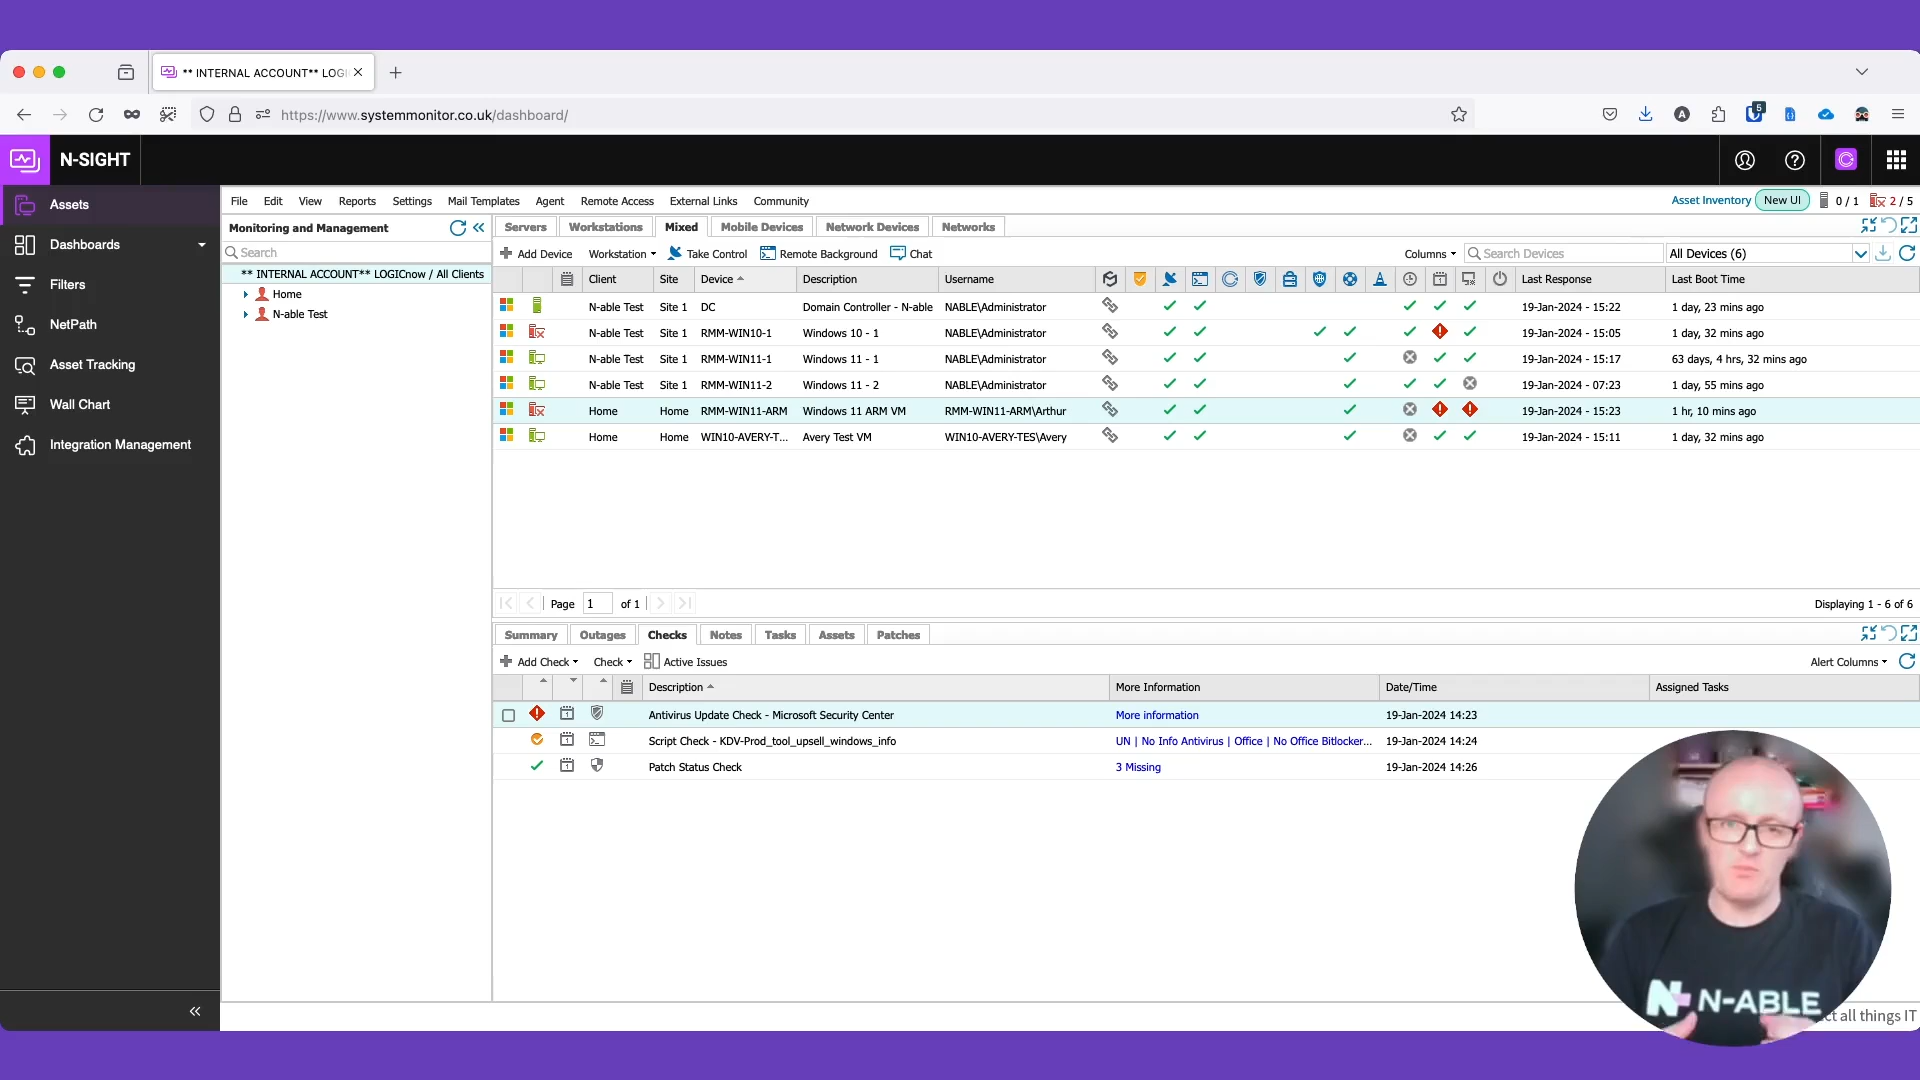 ** INTERNAL ACCOUNT** LOGI
https://www.systemmonitor.co.uk/dashboard/
5
N-SIGHT
Assets
Dashboards
Filters
NetPath
Asset Tracking
Wall Chart
Integration Management
File Edit View Reports Settings Mail Templates Agent Remote Access External Links Community
Asset Inventory New UI 0 / 1 2 / 5
Monitoring and Management
Search
** INTERNAL ACCOUNT** LOGICnow / All Clients
Home
N-able Test
Servers Workstations Mixed Mobile Devices Network Devices Networks
Add Device Workstation Take Control Remote Background Chat Columns Search Devices All Devices (6)
Client Site Device Description Username Last Response Last Boot Time
N-able Test Site 1 DC Domain Controller - N-able NABLE\Administrator 19-Jan-2024 - 15:22 1 day, 23 mins ago
N-able Test Site 1 RMM-WIN10-1 Windows 10 - 1 NABLE\Administrator 19-Jan-2024 - 15:05 1 day, 32 mins ago
N-able Test Site 1 RMM-WIN11-1 Windows 11 - 1 NABLE\Administrator 19-Jan-2024 - 15:17 63 days, 4 hrs, 32 mins ago
N-able Test Site 1 RMM-WIN11-2 Windows 11 - 2 NABLE\Administrator 19-Jan-2024 - 07:23 1 day, 55 mins ago
Home Home RMM-WIN11-ARM Windows 11 ARM VM RMM-WIN11-ARM\Arthur 19-Jan-2024 - 15:23 1 hr, 10 mins ago
Home Home WIN10-AVERY-T... Avery Test VM WIN10-AVERY-TES\Avery 19-Jan-2024 - 15:11 1 day, 32 mins ago
Page 1 of 1 Displaying 1 - 6 of 6
Summary Outages Checks Notes Tasks Assets Patches
Add Check Check Active Issues Alert Columns
Description More Information Date/Time Assigned Tasks
Antivirus Update Check - Microsoft Security Center More information 19-Jan-2024 14:23
Script Check - KDV-Prod_tool_upsell_windows_info UN | No Info Antivirus | Office | No Office Bitlocker... 19-Jan-2024 14:24
Patch Status Check 3 Missing 19-Jan-2024 14:26
N-ABLE
ct all things IT